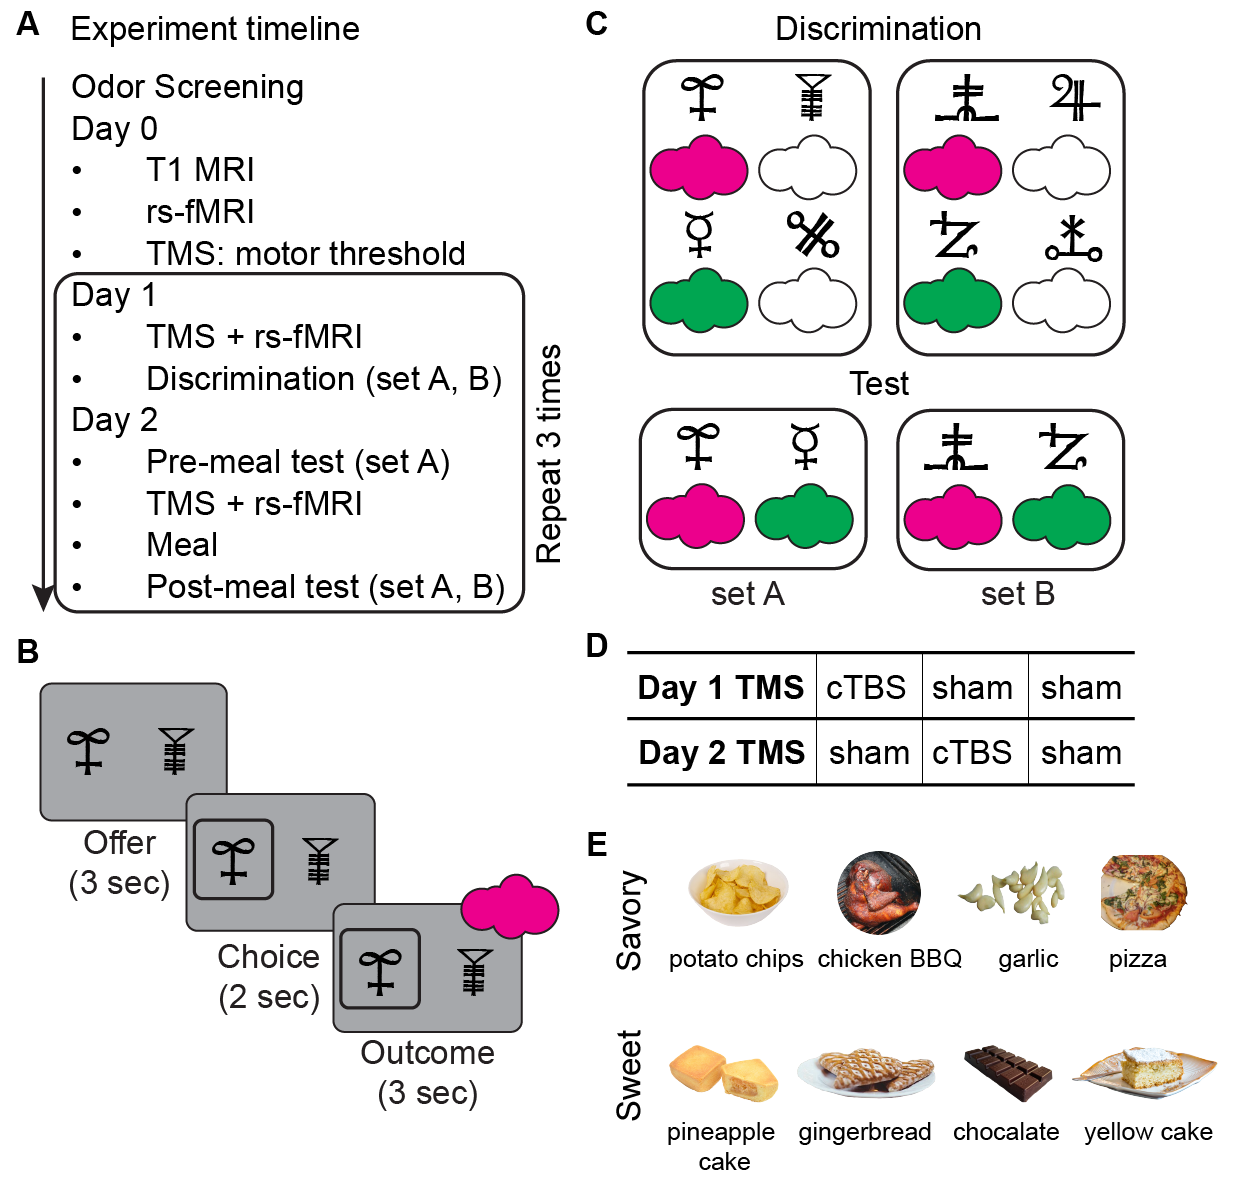 A Experiment timeline
Odor Screening
Day 0
• T1 MRI
• rs-fMRI
• TMS: motor threshold
Day 1
• TMS + rs-fMRI
• Discrimination (set A, B)
Day 2
• Pre-meal test (set A)
• TMS + rs-fMRI
• Meal
• Post-meal test (set A, B)
Repeat 3 times
B
Offer
(3 sec)
Choice
(2 sec)
Outcome
(3 sec)
C
Discrimination
Test
set A
set B
D
Day 1 TMS cTBS sham sham
Day 2 TMS sham cTBS sham
E
Savory
potato chips chicken BBQ garlic pizza
Sweet
pineapple
cake
gingerbread chocalate yellow cake